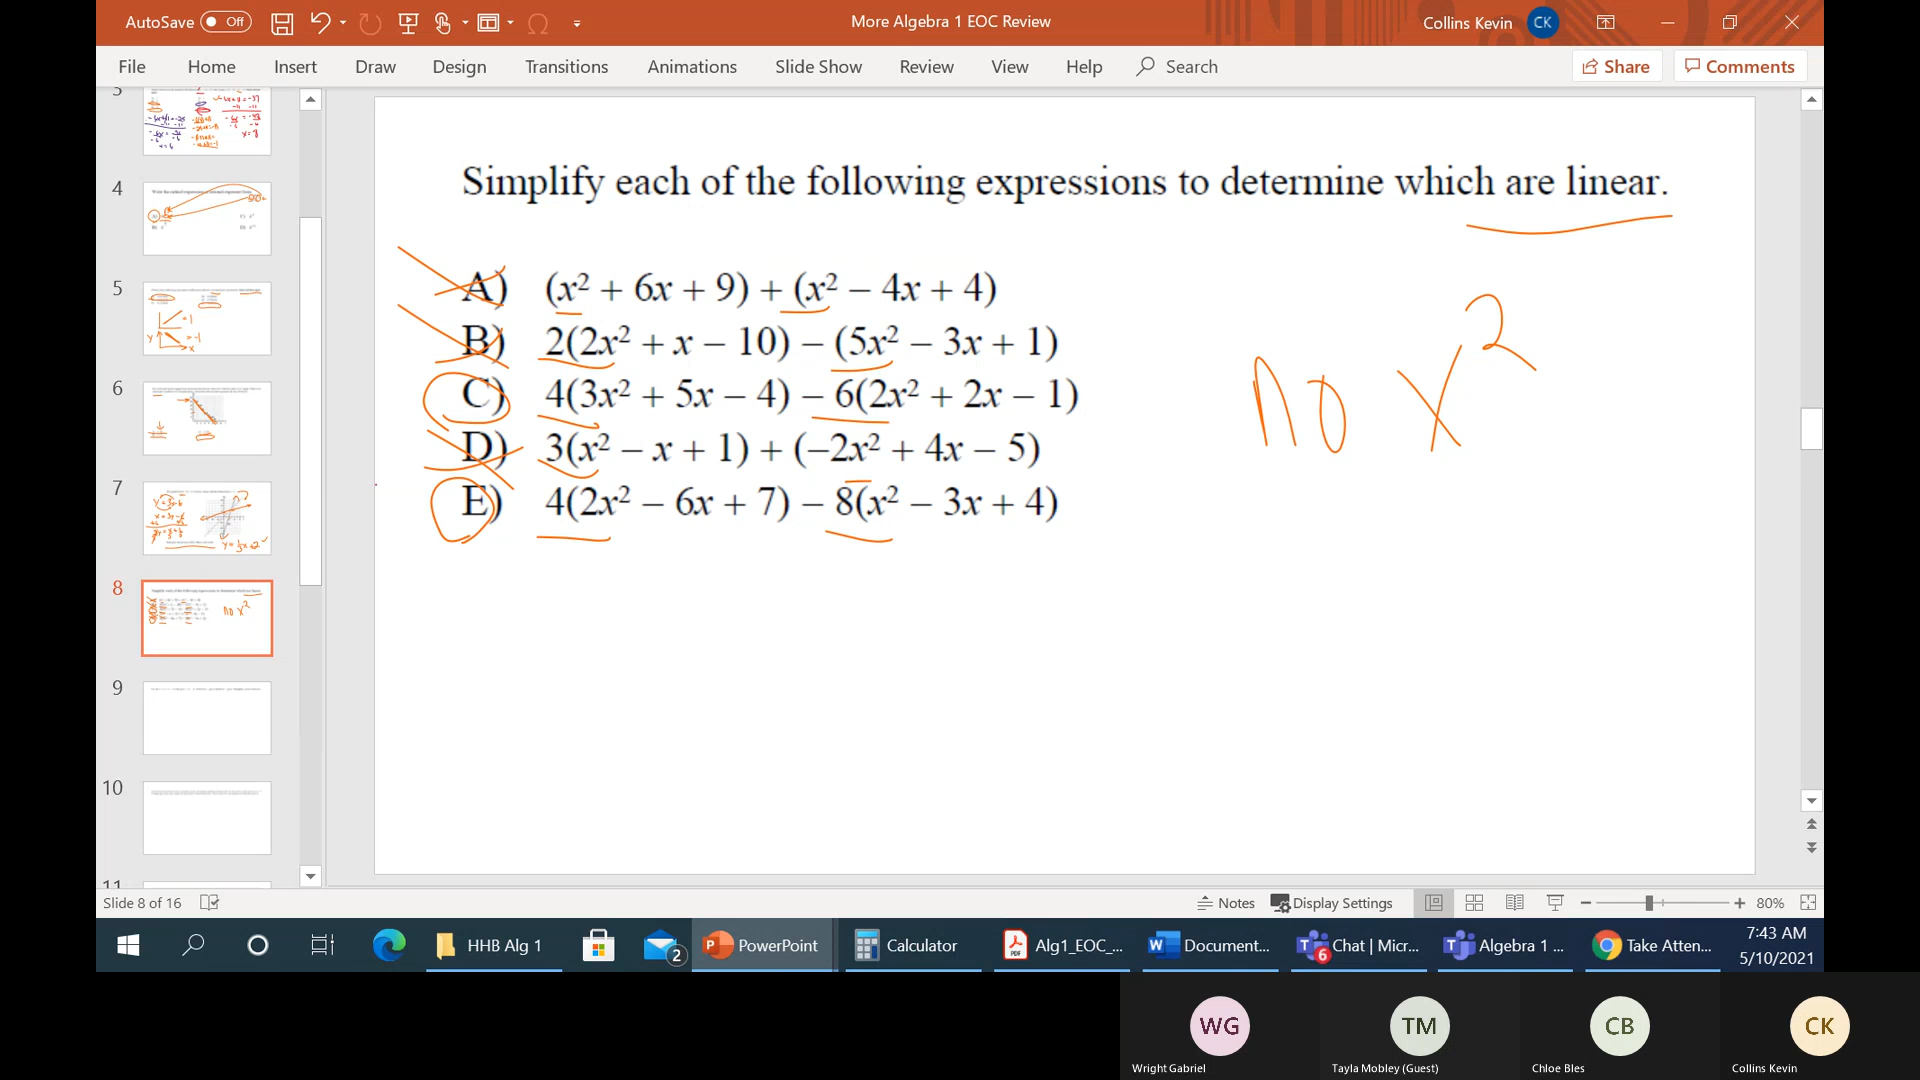 AutoSave Off More Algebra 1 EOC Review Collins Kevin CK
File Home Insert Draw Design Transitions Animations Slide Show Review View Help Search Share Comments
3
4
5
6
7
8
9
10
11
Simplify each of the following expressions to determine which are linear.
A) (x² + 6x + 9) + (x² – 4x + 4)
B) 2(2x² + x – 10) – (5x² – 3x + 1)
C) 4(3x² + 5x – 4) – 6(2x² + 2x – 1)
D) 3(x² – x + 1) + (–2x² + 4x – 5)
E) 4(2x² – 6x + 7) – 8(x² – 3x + 4)
no x²
Slide 8 of 16 Notes Display Settings 80%
HHB Alg 1 2 PowerPoint Calculator Alg1_EOC_... Document... Chat | Micr... 6 Algebra 1 ... Take Atten... 7:43 AM
5/10/2021
WG TM CB CK
Wright Gabriel Tayla Mobley (Guest) Chloe Bles Collins Kevin